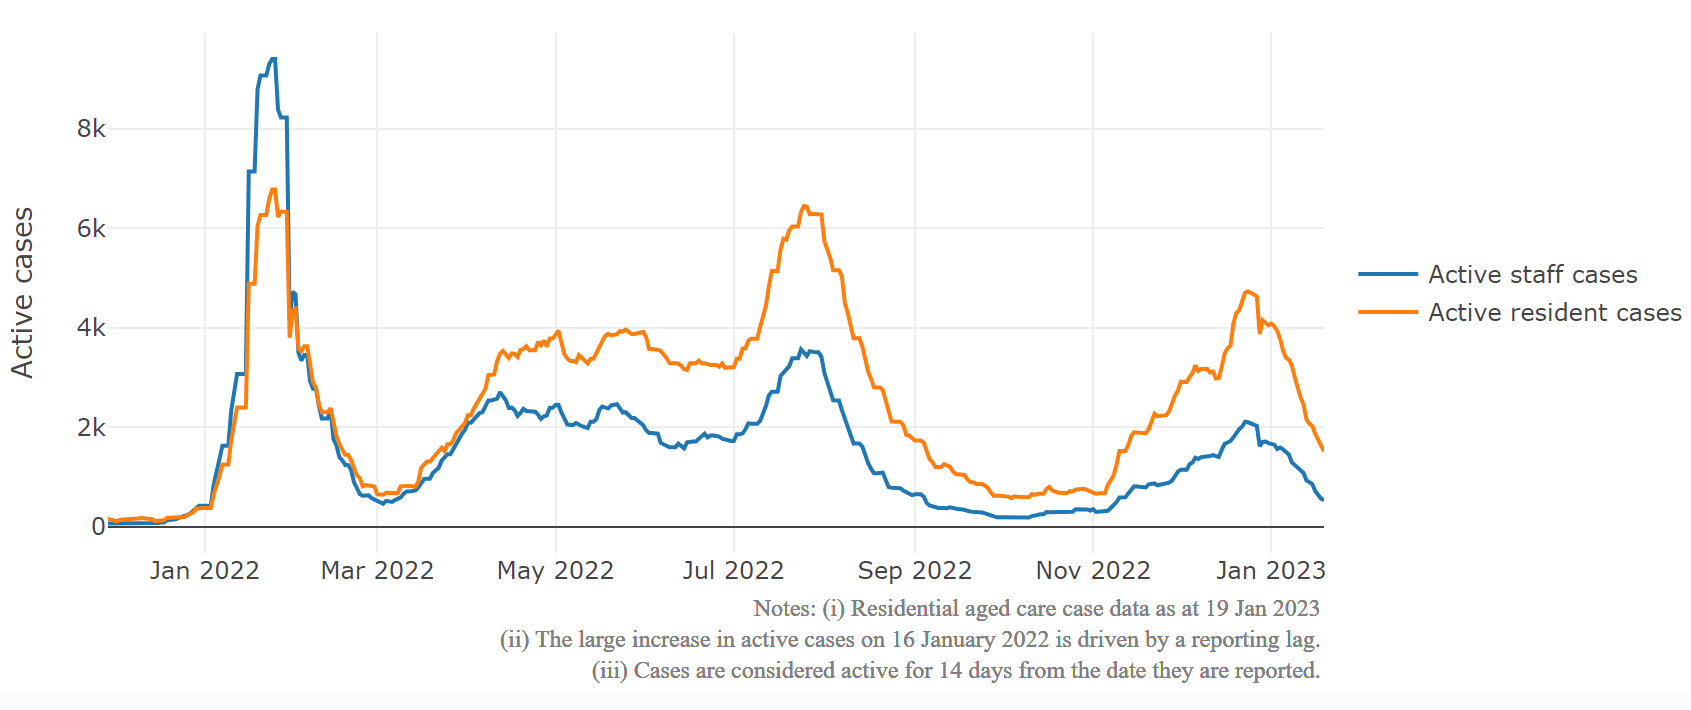 Active cases
8k
6k
4k
2k
0
Jan 2022 Mar 2022 May 2022 Jul 2022 Sep 2022 Nov 2022 Jan 2023
Active staff cases
Active resident cases
Notes: (i) Residential aged care case data as at 19 Jan 2023
(ii) The large increase in active cases on 16 January 2022 is driven by a reporting lag.
(iii) Cases are considered active for 14 days from the date they are reported.